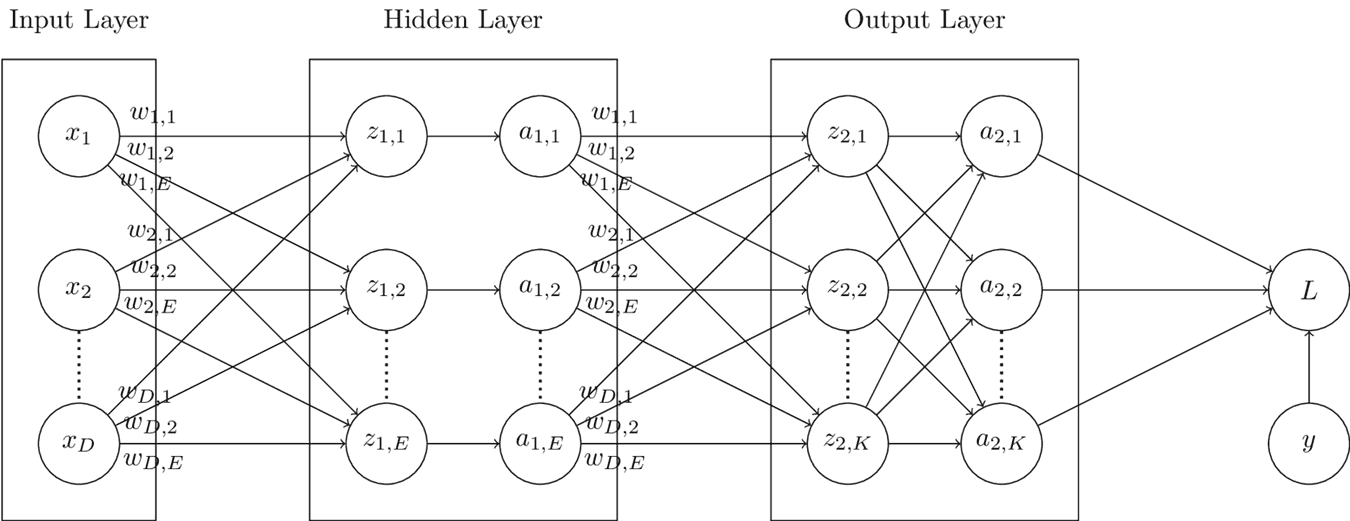 Input Layer Hidden Layer Output Layer
w_{1,1} w_{1,1}
x_1 z_{1,1} a_{1,1} z_{2,1} a_{2,1}
w_{1,2} w_{1,2}
w_{1,E} w_{1,E}
w_{2,1} w_{2,1}
w_{2,2} w_{2,2}
x_2 z_{1,2} a_{1,2} z_{2,2} a_{2,2} L
w_{2,E} w_{2,E}
w_{D,1} w_{D,1}
w_{D,2} w_{D,2}
x_D z_{1,E} a_{1,E} z_{2,K} a_{2,K} y
w_{D,E} w_{D,E}